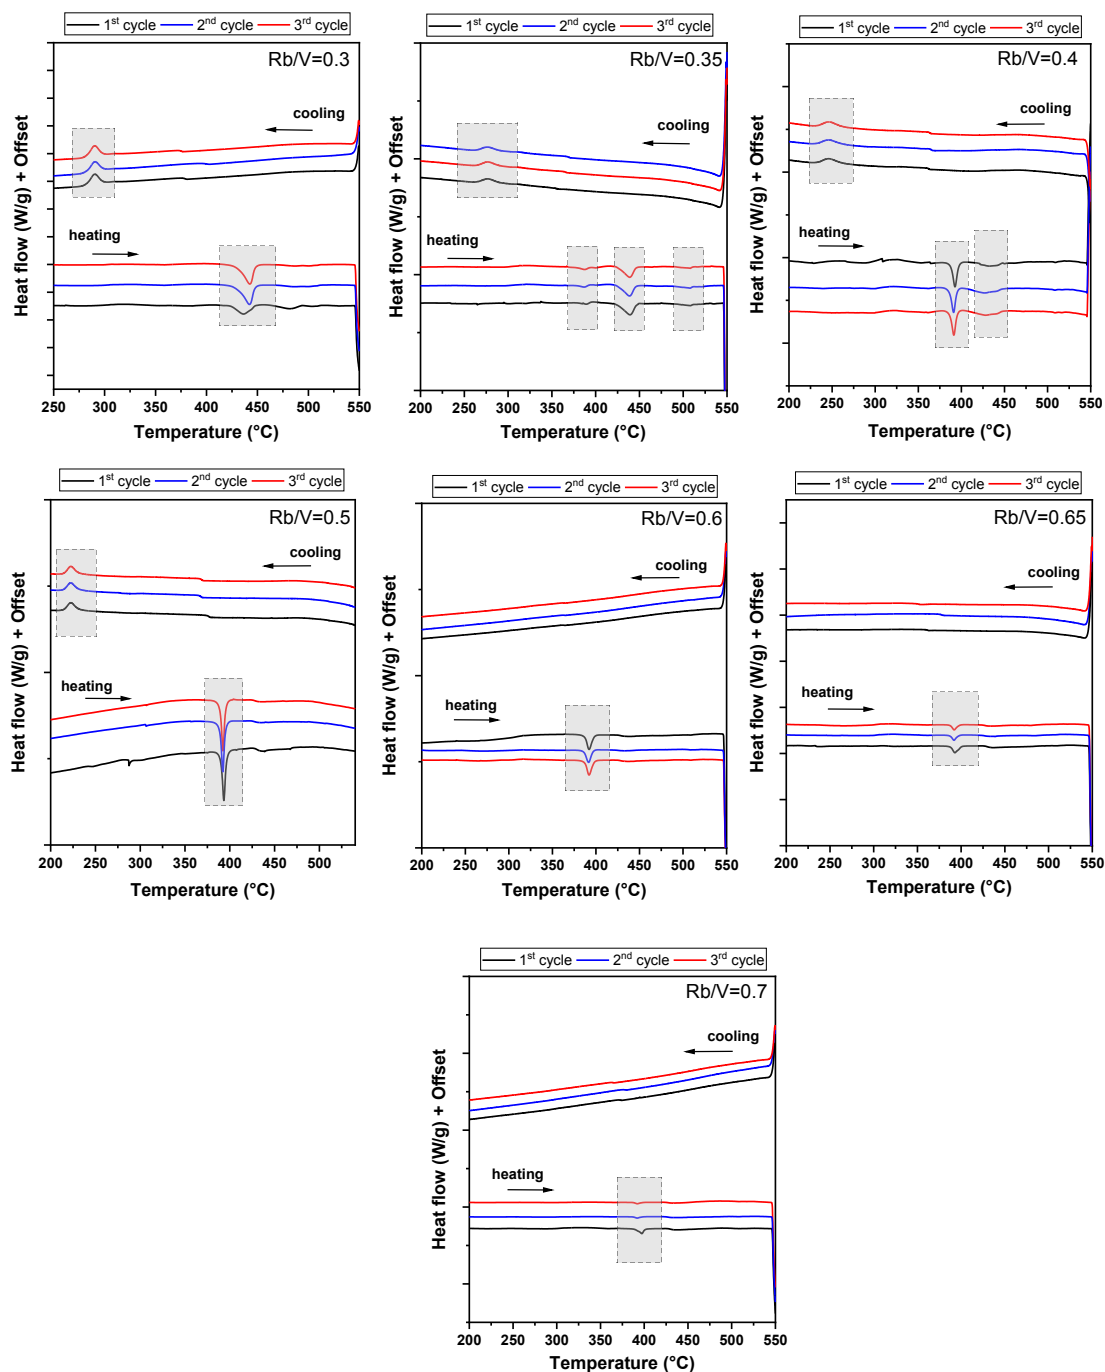 1st cycle 2nd cycle 3rd cycle
Rb/V=0.3
cooling
heating
Heat flow (W/g) + Offset
250 300 350 400 450 500 550
Temperature (°C)
1st cycle 2nd cycle 3rd cycle
Rb/V=0.35
cooling
heating
Heat flow (W/g) + Offset
200 250 300 350 400 450 500 550
Temperature (°C)
1st cycle 2nd cycle 3rd cycle
Rb/V=0.4
cooling
heating
Heat flow (W/g) + Offset
200 250 300 350 400 450 500 550
Temperature (°C)
1st cycle 2nd cycle 3rd cycle
Rb/V=0.5
cooling
heating
Heat flow (W/g) + Offset
200 250 300 350 400 450 500
Temperature (°C)
1st cycle 2nd cycle 3rd cycle
Rb/V=0.6
cooling
heating
Heat flow (W/g) + Offset
200 250 300 350 400 450 500 550
Temperature (°C)
1st cycle 2nd cycle 3rd cycle
Rb/V=0.65
cooling
heating
Heat flow (W/g) + Offset
200 250 300 350 400 450 500 550
Temperature (°C)
1st cycle 2nd cycle 3rd cycle
Rb/V=0.7
cooling
heating
Heat flow (W/g) + Offset
200 250 300 350 400 450 500 550
Temperature (°C)